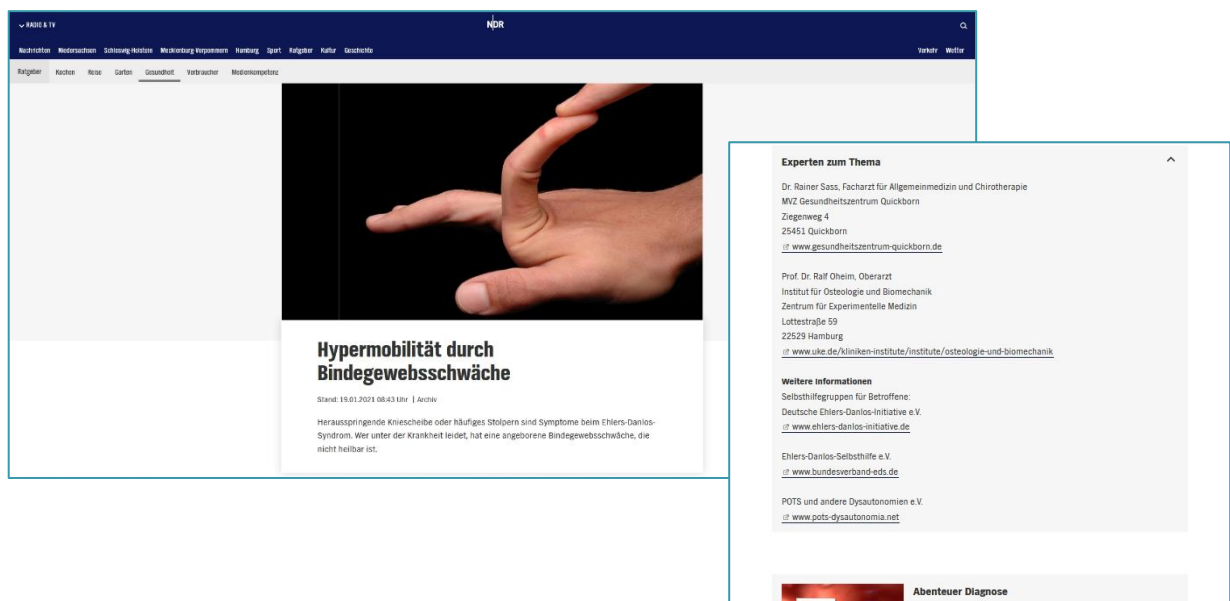 RADIO & TV
NDR
Nachrichten Niedersachsen Schleswig-Holstein Mecklenburg-Vorpommern Hamburg Sport Ratgeber Kultur Geschichte
Verkehr Wetter
Ratgeber Kochen Reise Garten Gesundheit Verbraucher Medienkompetenz
Hypermobilität durch
Bindegewebsschwäche
Stand: 19.01.2021 08:43 Uhr | Archiv
Herausspringende Kniescheibe oder häufiges Stolpern sind Symptome beim Ehlers-Danlos-
Syndrom. Wer unter der Krankheit leidet, hat eine angeborene Bindegewebsschwäche, die
nicht heilbar ist.
Experten zum Thema
Dr. Rainer Sass, Facharzt für Allgemeinmedizin und Chirotherapie
MVZ Gesundheitszentrum Quickborn
Ziegenweg 4
25451 Quickborn
www.gesundheitszentrum-quickborn.de
Prof. Dr. Ralf Oheim, Oberarzt
Institut für Osteologie und Biomechanik
Zentrum für Experimentelle Medizin
Lottestraße 59
22529 Hamburg
www.uke.de/kliniken-institute/institute/osteologie-und-biomechanik
Weitere Informationen
Selbsthilfegruppen für Betroffene:
Deutsche Ehlers-Danlos-Initiative e.V.
www.ehlers-danlos-initiative.de
Ehlers-Danlos-Selbsthilfe e.V.
www.bundesverband-eds.de
POTS und andere Dysautonomien e.V.
www.pots-dysautonomia.net
Abenteuer Diagnose